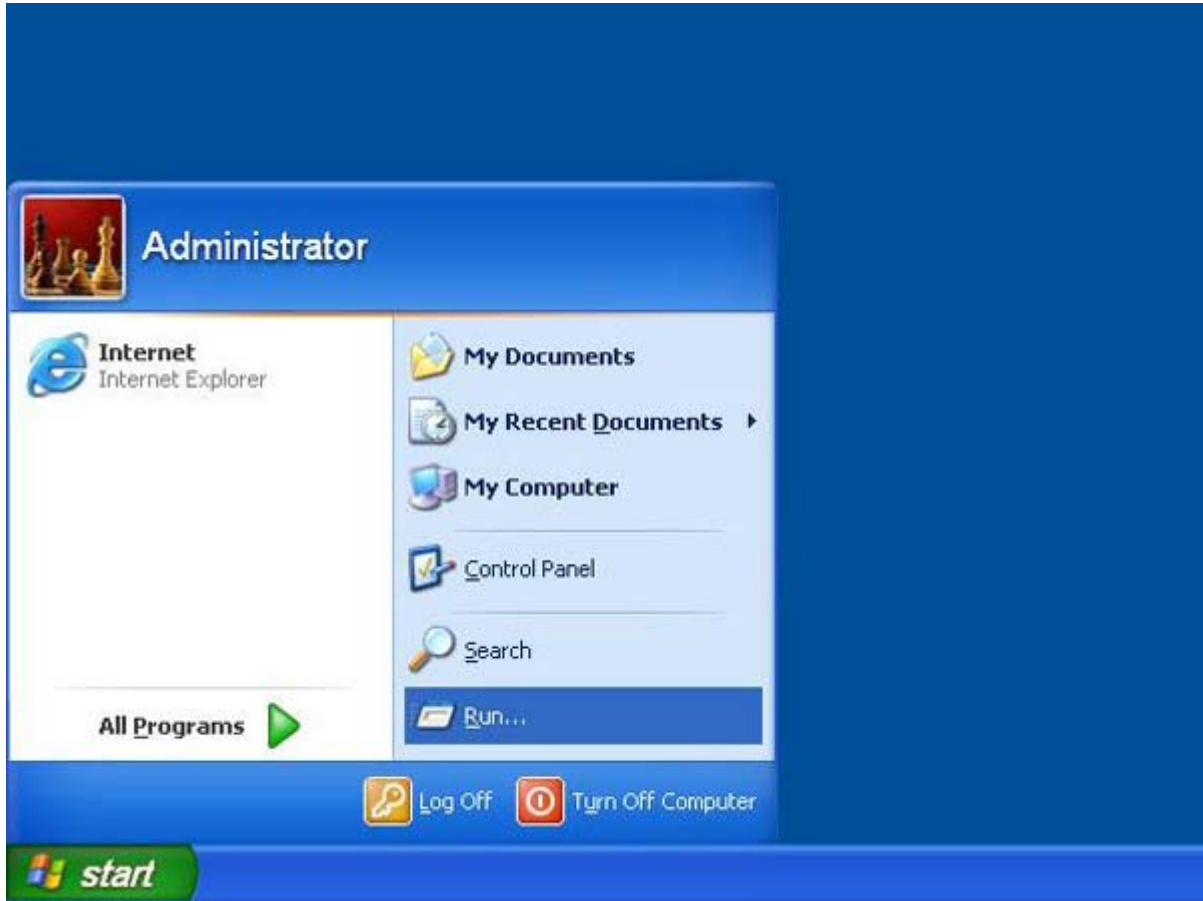 Administrator
Internet
Internet Explorer
All Programs
My Documents
My Recent Documents
My Computer
Control Panel
Search
Run...
Log Off
Turn Off Computer
start